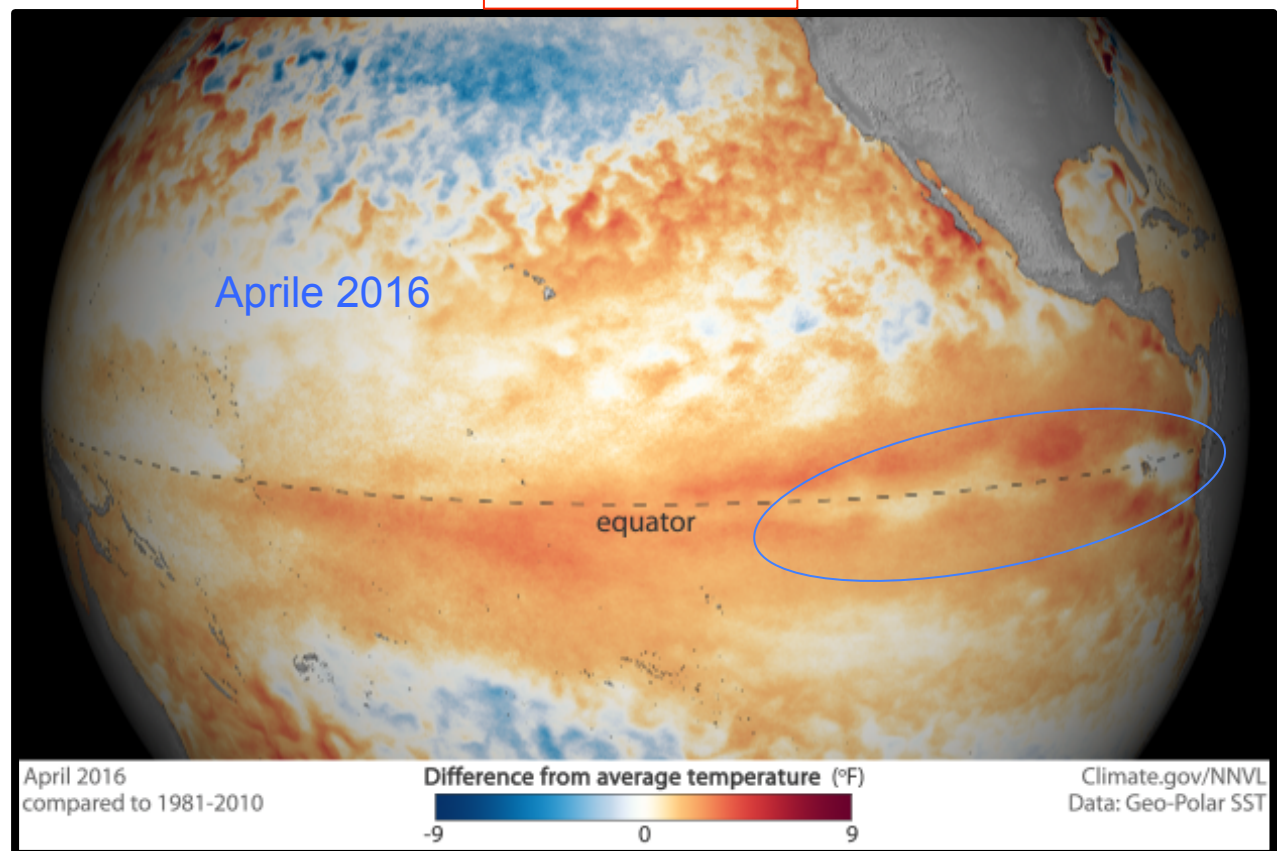 Aprile 2016
equator
April 2016
compared to 1981-2010
Difference from average temperature (ºF)
-9 0 9
Climate.gov/NNVL
Data: Geo-Polar SST